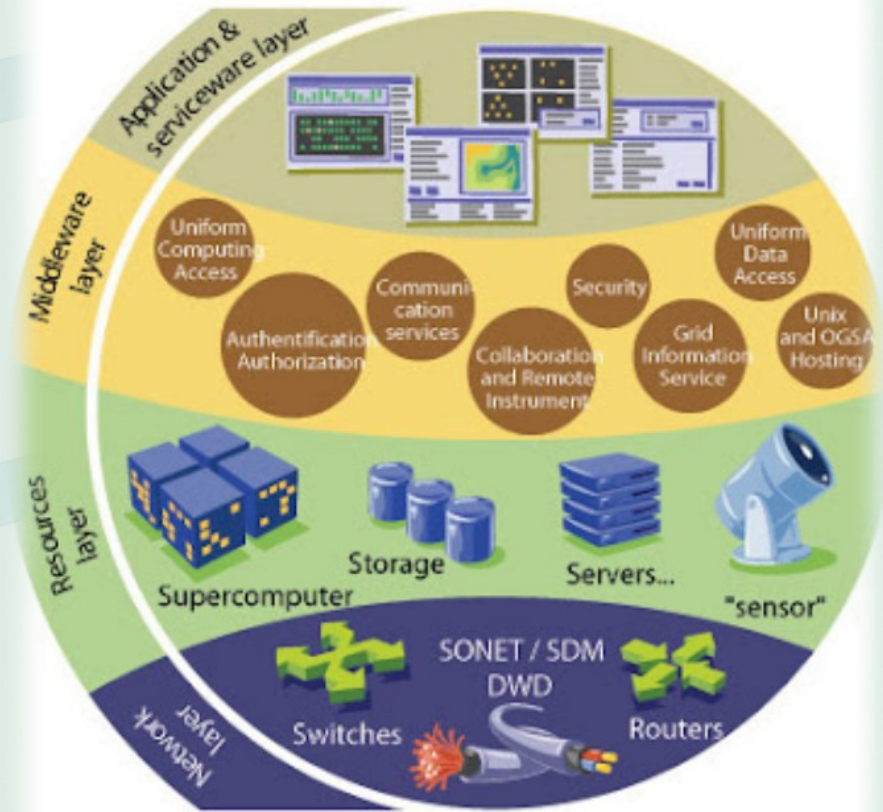 Application &
serviceware layer
Middleware
layer
Uniform
Computing
Access
Authentification
Authorization
Communi-
cation
services
Collaboration
and Remote
Instrument
Security
Grid
Information
Service
Uniform
Data
Access
Unix
and OGSA
Hosting
Resources
layer
Supercomputer
Storage
Servers...
"sensor"
Network
layer
Switches
SONET / SDM
DWD
Routers